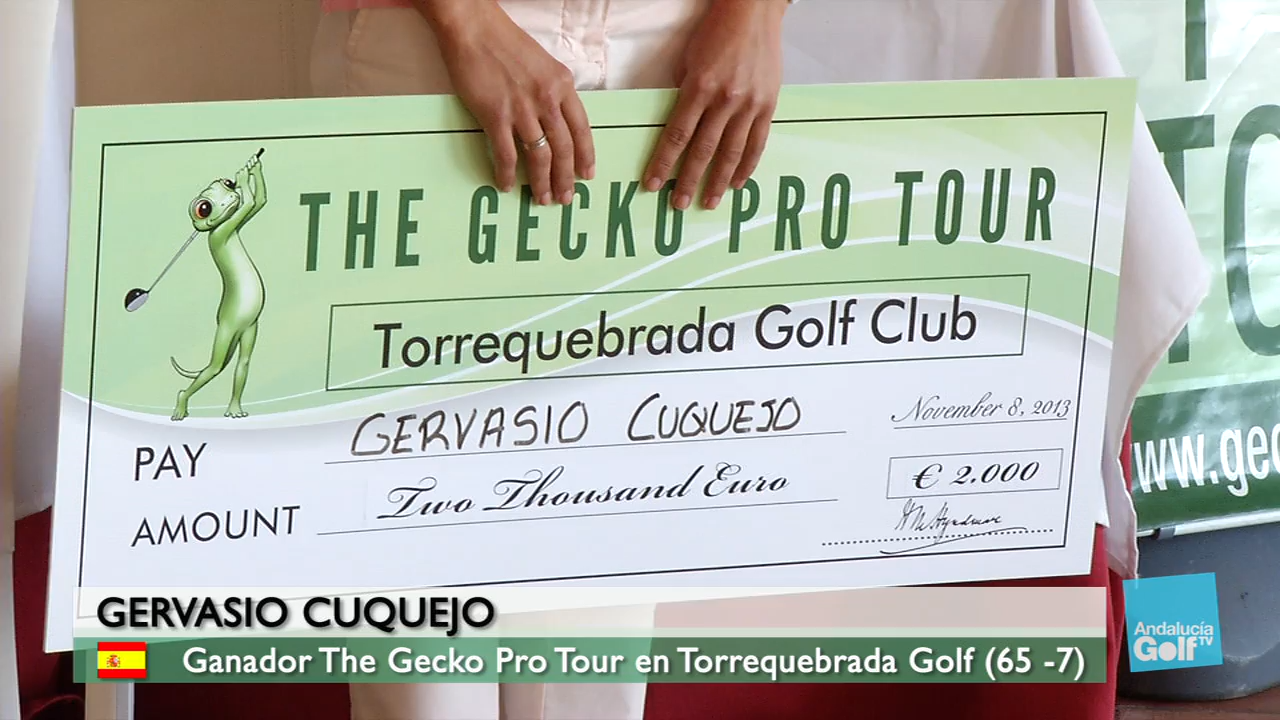 THE GECKO PRO TOUR
Torrequebrada Golf Club
PAY
GERVASIO CUQUEJO
November 8, 2013
AMOUNT
Two Thousand Euro
€ 2.000
www.gec
GERVASIO CUQUEJO
Ganador The Gecko Pro Tour en Torrequebrada Golf (65 -7)
Andalucía
Golf TV